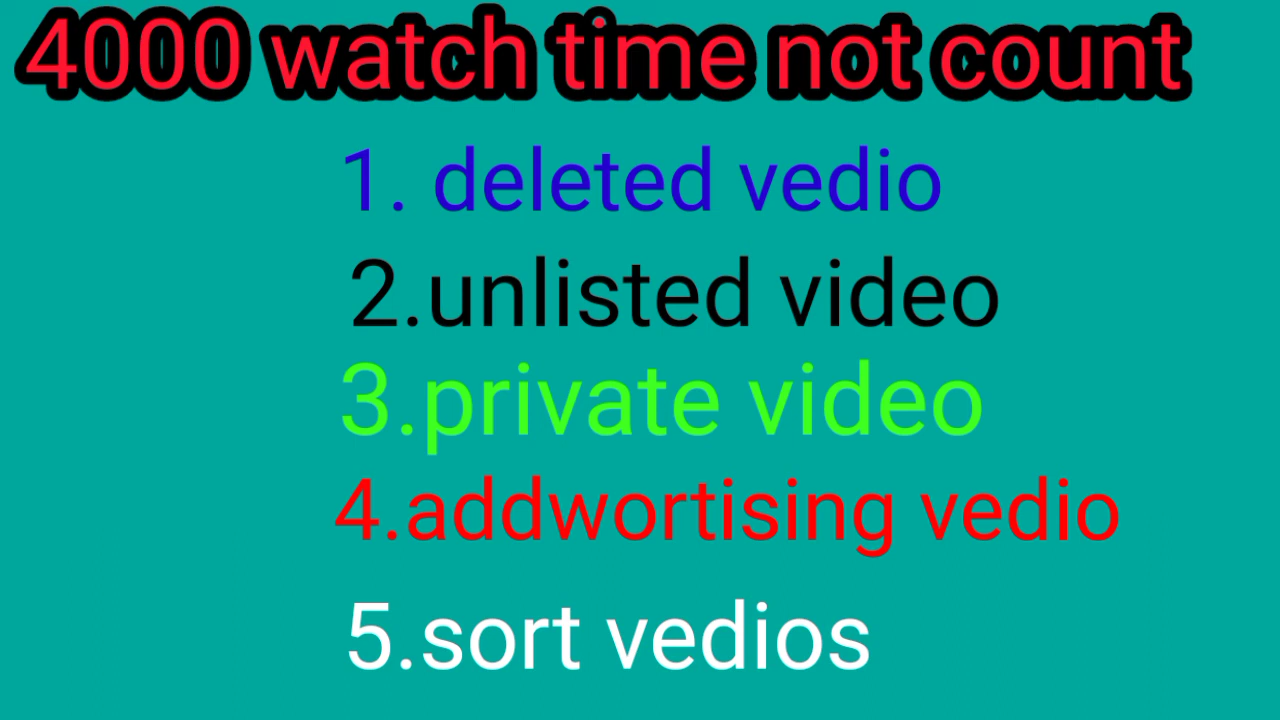 4000 watch time not count
1. deleted vedio
2.unlisted video
3.private video
4.addwortising vedio
5.sort vedios